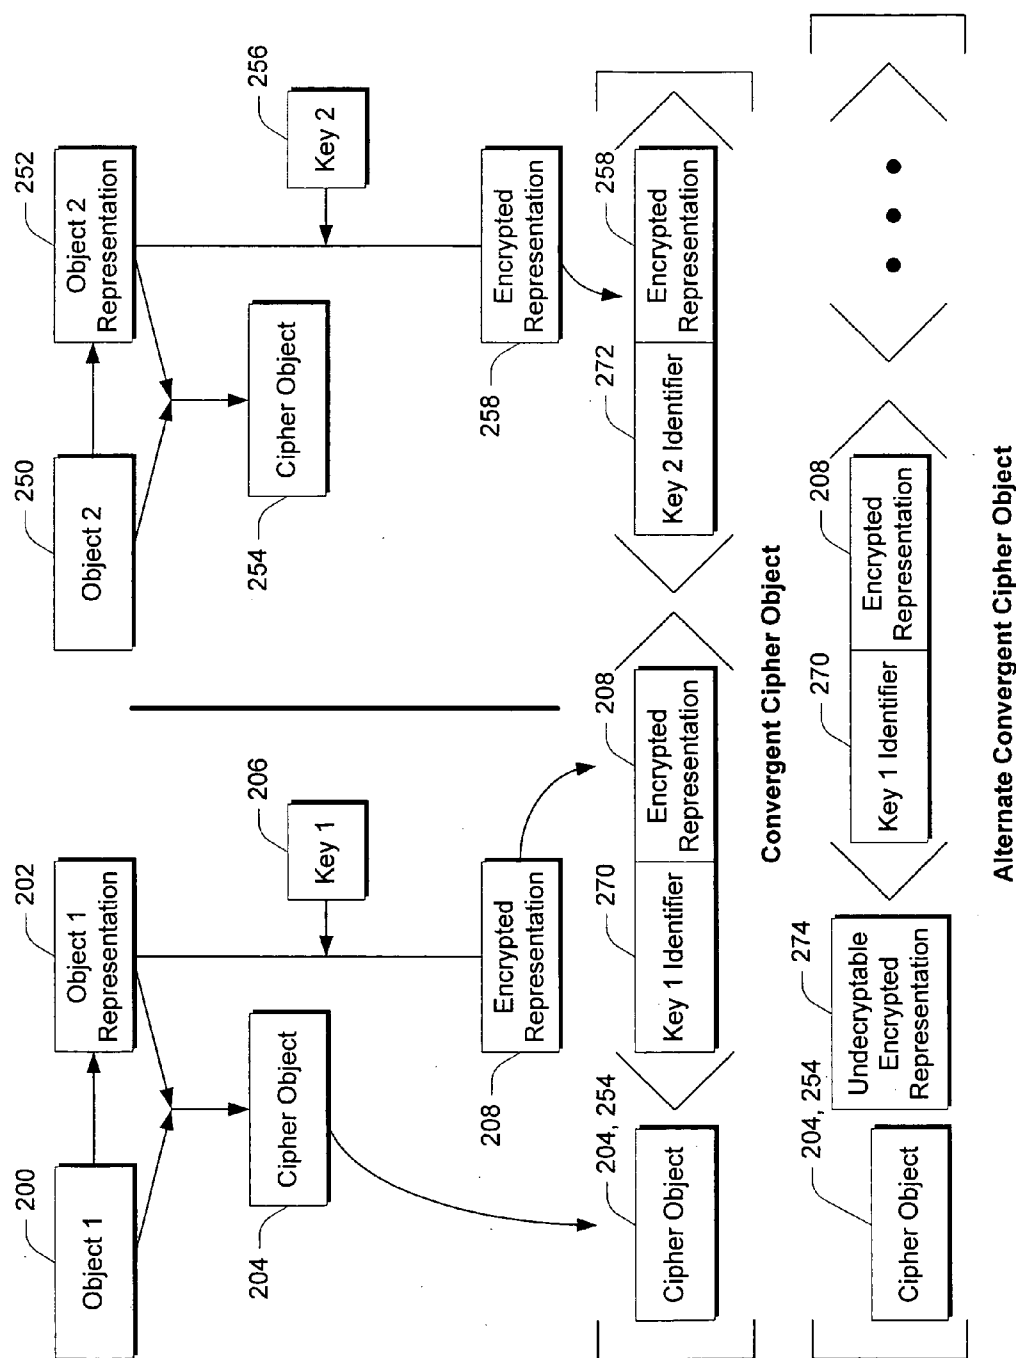 200
Object 1
202
Object 1
Representation
204
Cipher Object
206
Key 1
208
Encrypted
Representation
250
Object 2
252
Object 2
Representation
254
Cipher Object
256
Key 2
258
Encrypted
Representation
204, 254
Cipher Object
270
Key 1 Identifier
208
Encrypted
Representation
272
Key 2 Identifier
258
Encrypted
Representation
Convergent Cipher Object
204, 254
Cipher Object
274
Undecryptable
Encrypted
Representation
270
Key 1 Identifier
208
Encrypted
Representation
Alternate Convergent Cipher Object